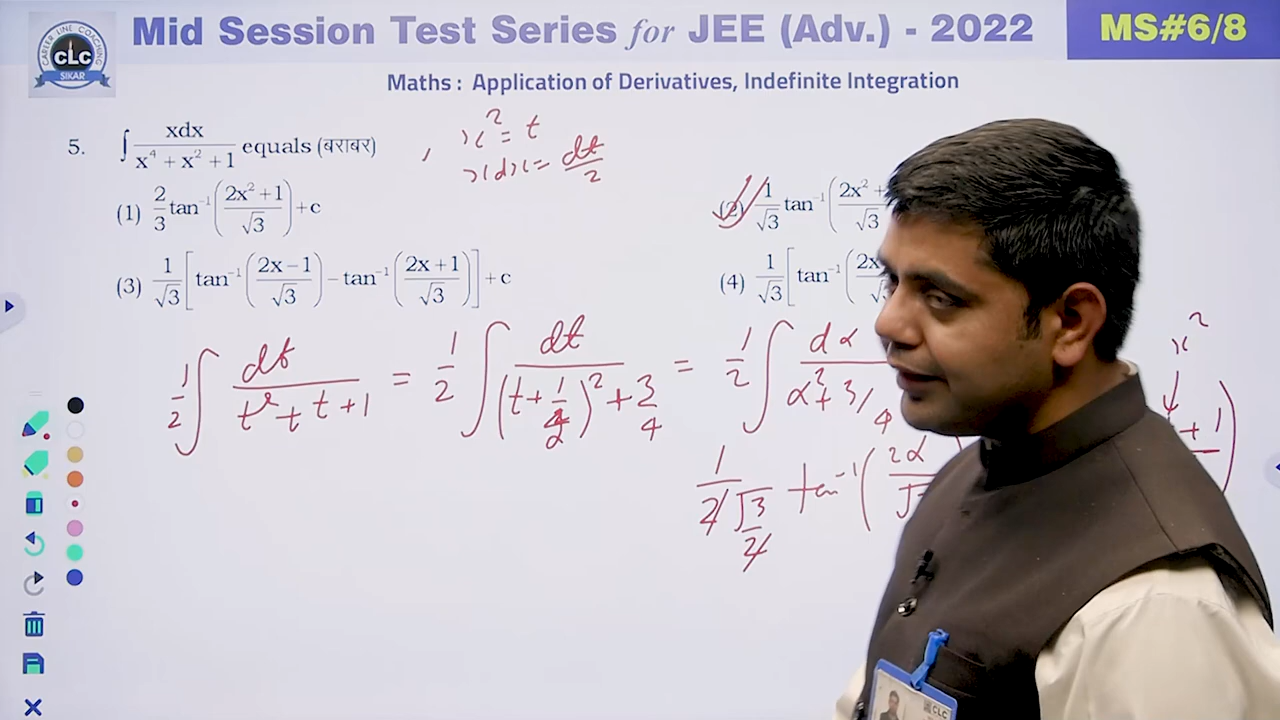 Mid Session Test Series for JEE (Adv.) - 2022
MS#6/8
CAREER LINE COACHING
CLC
SIKAR
Maths : Application of Derivatives, Indefinite Integration
5. ∫ xdx / (x⁴ + x² + 1) equals (बराबर)
, x² = t
xdx = dt/2
(1) 2/3 tan⁻¹((2x² + 1)/√3) + c
(2) 1/√3 tan⁻¹(2x² +
(3) 1/√3 [tan⁻¹((2x − 1)/√3) − tan⁻¹((2x + 1)/√3)] + c
(4) 1/√3 [tan⁻¹(2x
1/2 ∫ dt/(t² + t + 1) = 1/2 ∫ dt/((t + 1/2)² + 3/4) = 1/2 ∫ dα/(α² + 3/4
x²
+ 1)
1/(2 √3/2) tan⁻¹(2α/√
CLC